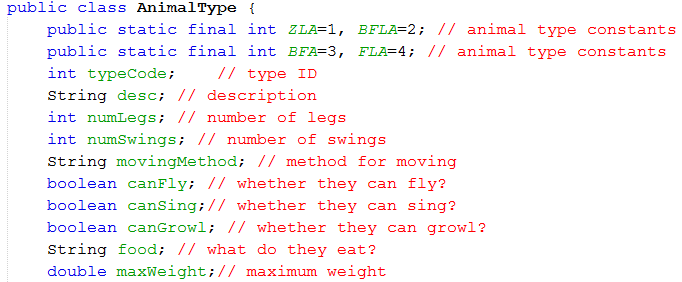 public class AnimalType {
public static final int ZLA=1, BFLA=2; // animal type constants
public static final int BFA=3, FLA=4; // animal type constants
int typeCode;    // type ID
String desc; // description
int numLegs; // number of legs
int numSwings; // number of swings
String movingMethod; // method for moving
boolean canFly; // whether they can fly?
boolean canSing;// whether they can sing?
boolean canGrowl; // whether they can growl?
String food; // what do they eat?
double maxWeight;// maximum weight